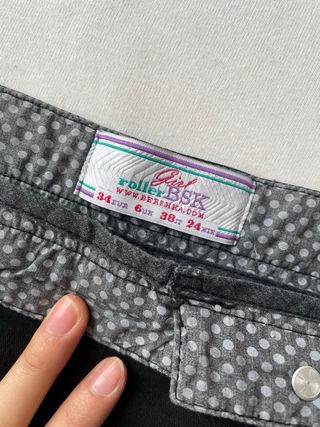 Girl
roller BSK
WWW.BERSHKA.COM
34EUR 6UK 38IT 24MEX